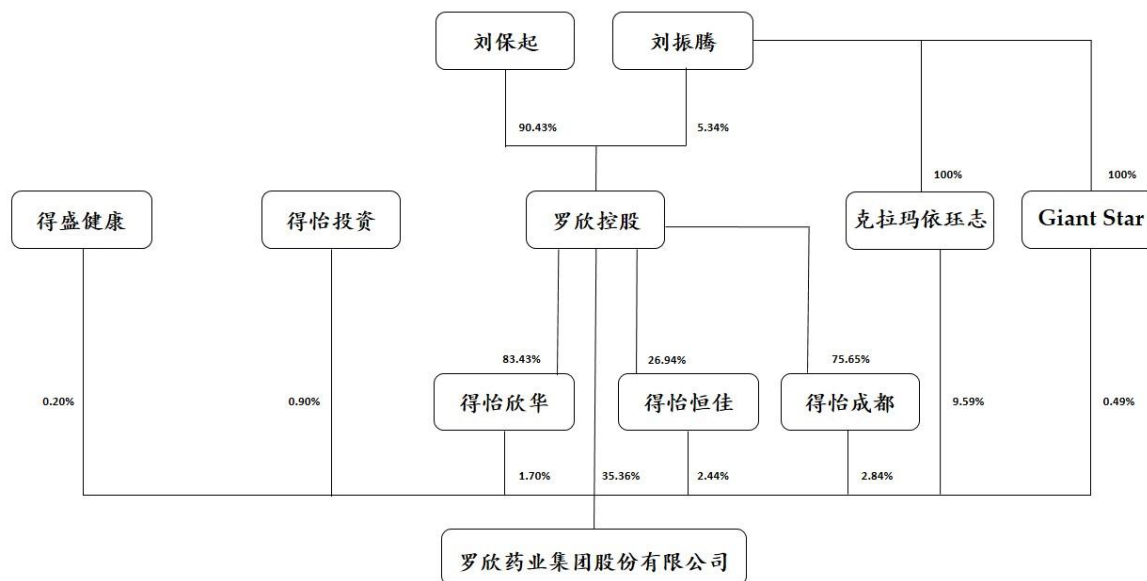 刘保起
刘振腾
90.43%
5.34%
100%
100%
得盛健康
得怡投资
罗欣控股
克拉玛依珏志
Giant Star
83.43%
26.94%
75.65%
0.20%
0.90%
得怡欣华
得怡恒佳
得怡成都
9.59%
0.49%
1.70%
35.36%
2.44%
2.84%
罗欣药业集团股份有限公司